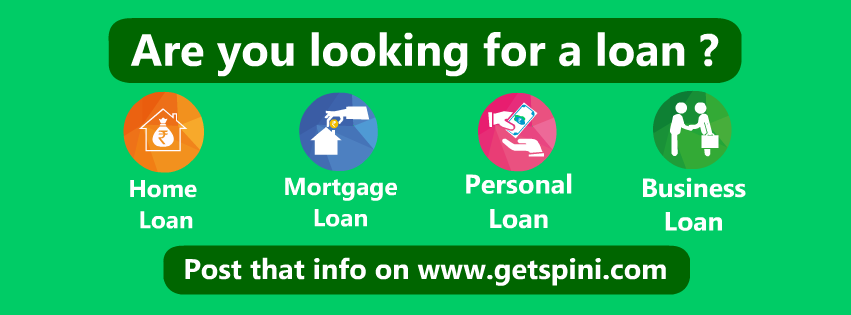 Are you looking for a loan ?
Home
Loan
Mortgage
Loan
Personal
Loan
Business
Loan
Post that info on www.getspini.com